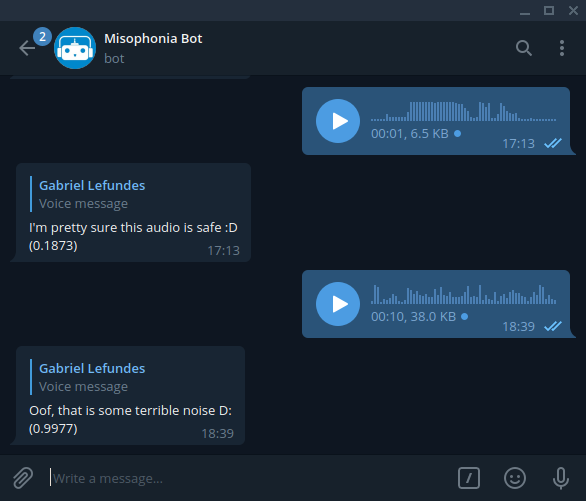 2
Misophonia Bot
bot
00:01, 6.5 KB
17:13
Gabriel Lefundes
Voice message
I'm pretty sure this audio is safe :D
(0.1873)
17:13
00:10, 38.0 KB
18:39
Gabriel Lefundes
Voice message
Oof, that is some terrible noise D:
(0.9977)
18:39
Write a message...